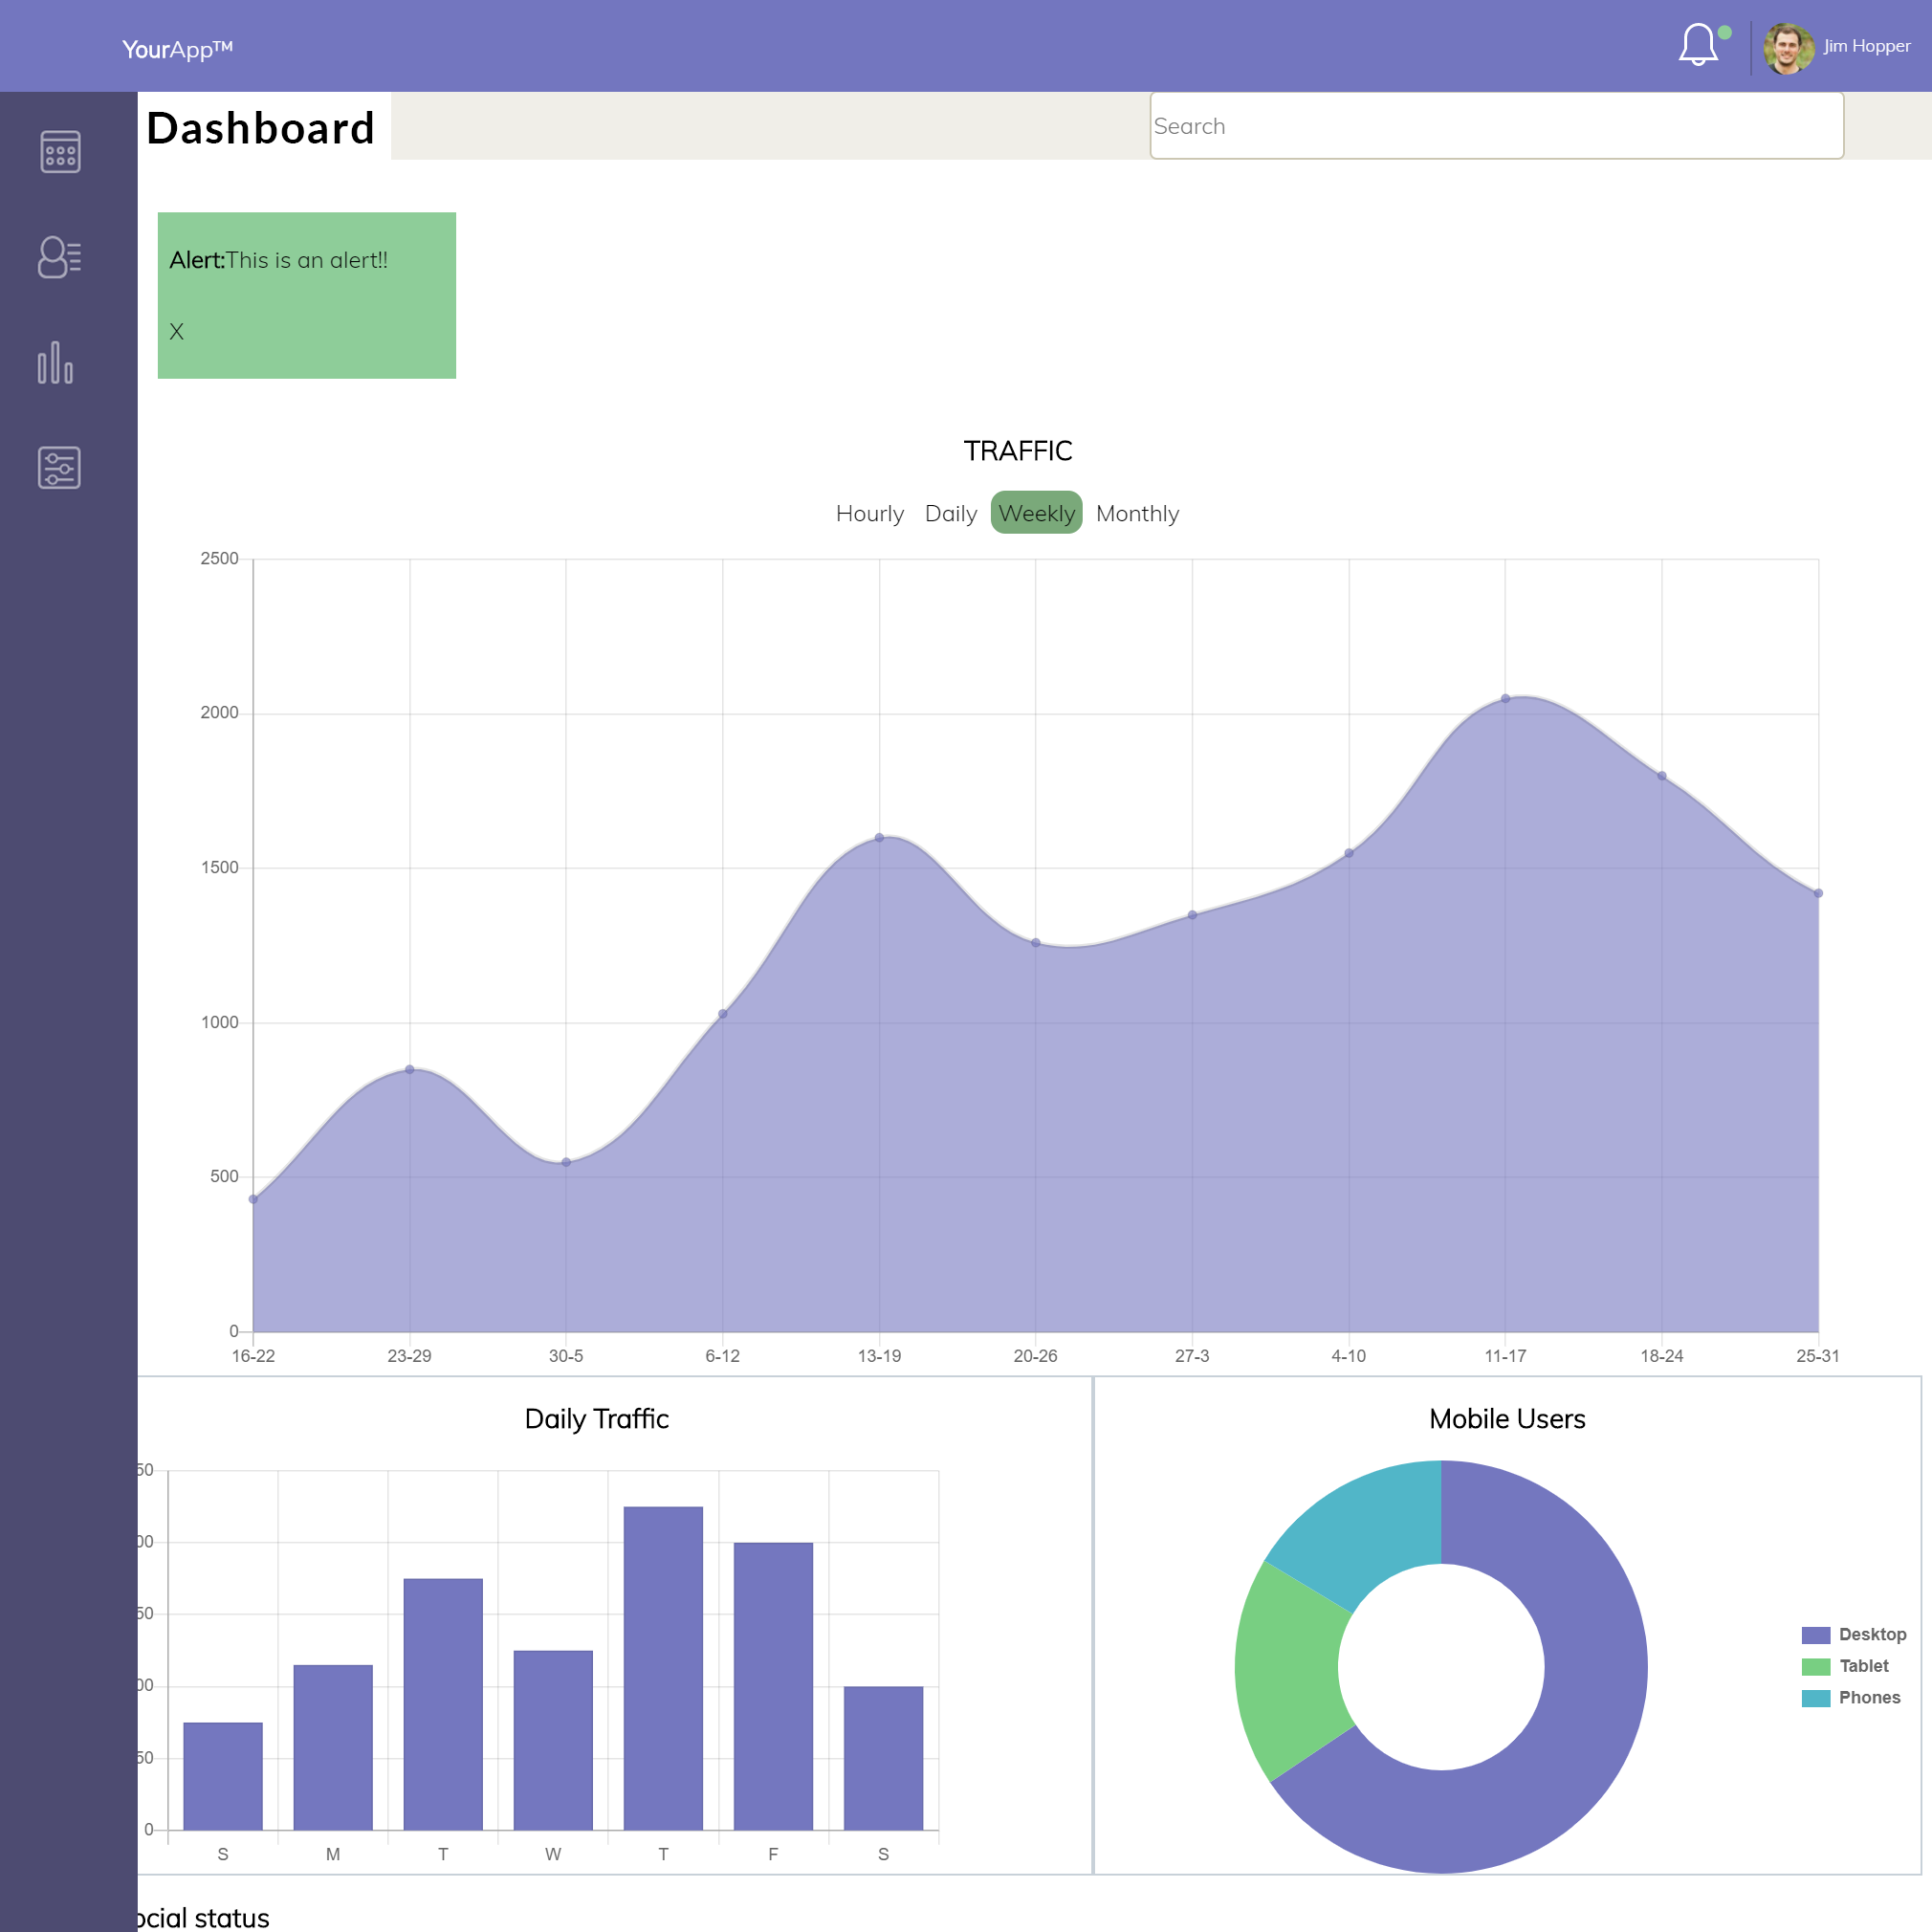 YourApp™
Jim Hopper
Dashboard
Search
Alert:This is an alert!!
X
TRAFFIC
Hourly Daily Weekly Monthly
2500
2000
1500
1000
500
0
16-22 23-29 30-5 6-12 13-19 20-26 27-3 4-10 11-17 18-24 25-31
Daily Traffic
50
00
50
00
50
0
S M T W T F S
Mobile Users
Desktop
Tablet
Phones
ocial status